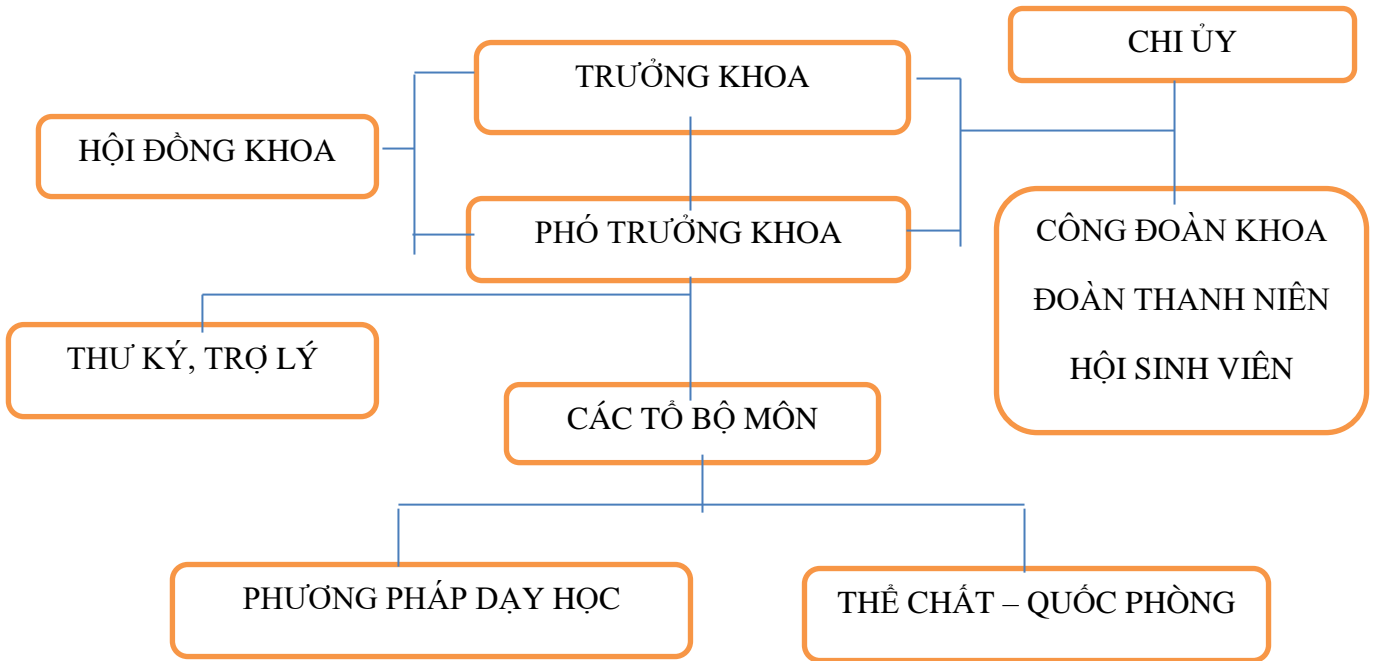 CHI ỦY
TRƯỞNG KHOA
HỘI ĐỒNG KHOA
PHÓ TRƯỞNG KHOA
CÔNG ĐOÀN KHOA
ĐOÀN THANH NIÊN
HỘI SINH VIÊN
THƯ KÝ, TRỢ LÝ
CÁC TỔ BỘ MÔN
PHƯƠNG PHÁP DẠY HỌC
THỂ CHẤT – QUỐC PHÒNG